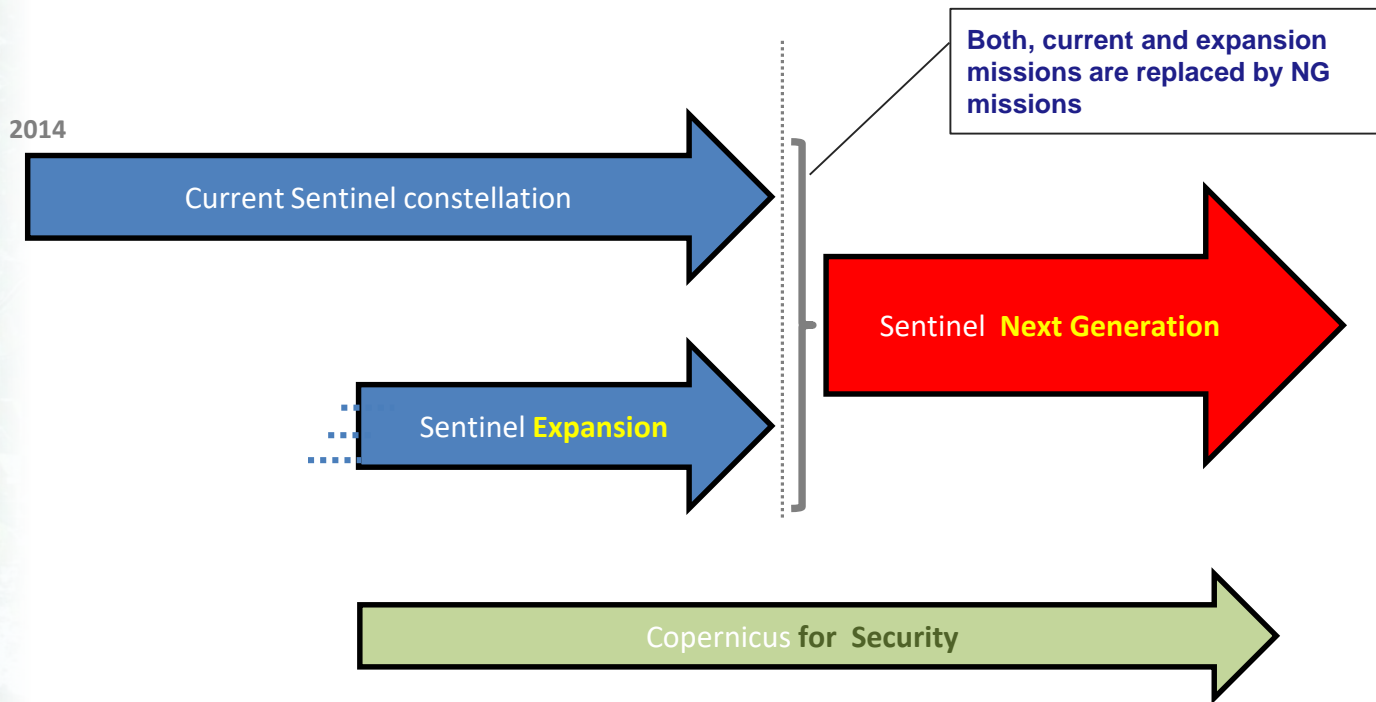 Both, current and expansion
missions are replaced by NG
missions
2014
Current Sentinel constellation
Sentinel Next Generation
Sentinel Expansion
Copernicus for Security